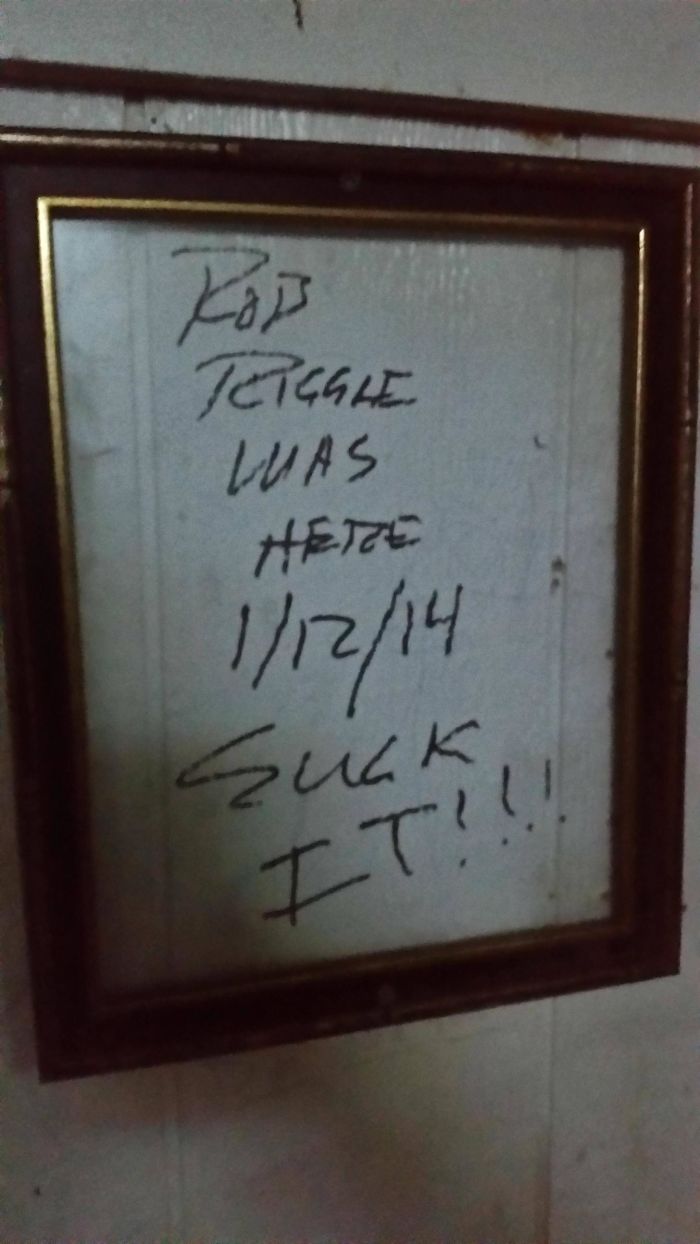 ROB
RIGGLE
WAS
HERE
1/12/14
SUCK
IT!!!